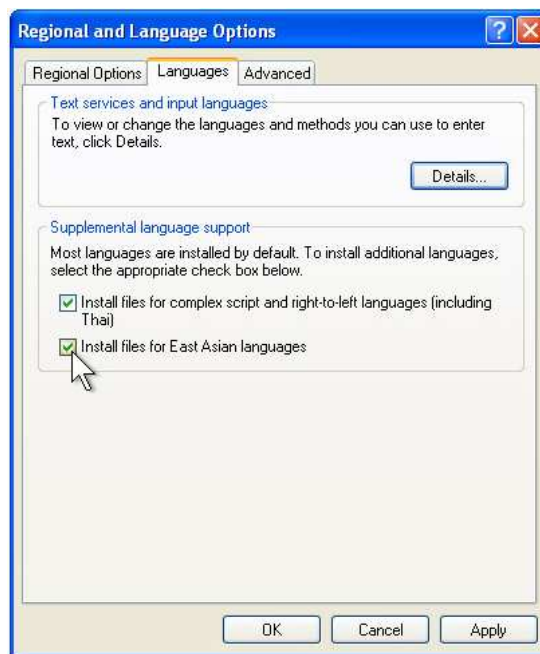 Regional and Language Options
Regional Options Languages Advanced
Text services and input languages
To view or change the languages and methods you can use to enter
text, click Details.
Details...
Supplemental language support
Most languages are installed by default. To install additional languages,
select the appropriate check box below.
Install files for complex script and right-to-left languages (including
Thai)
Install files for East Asian languages
OK Cancel Apply